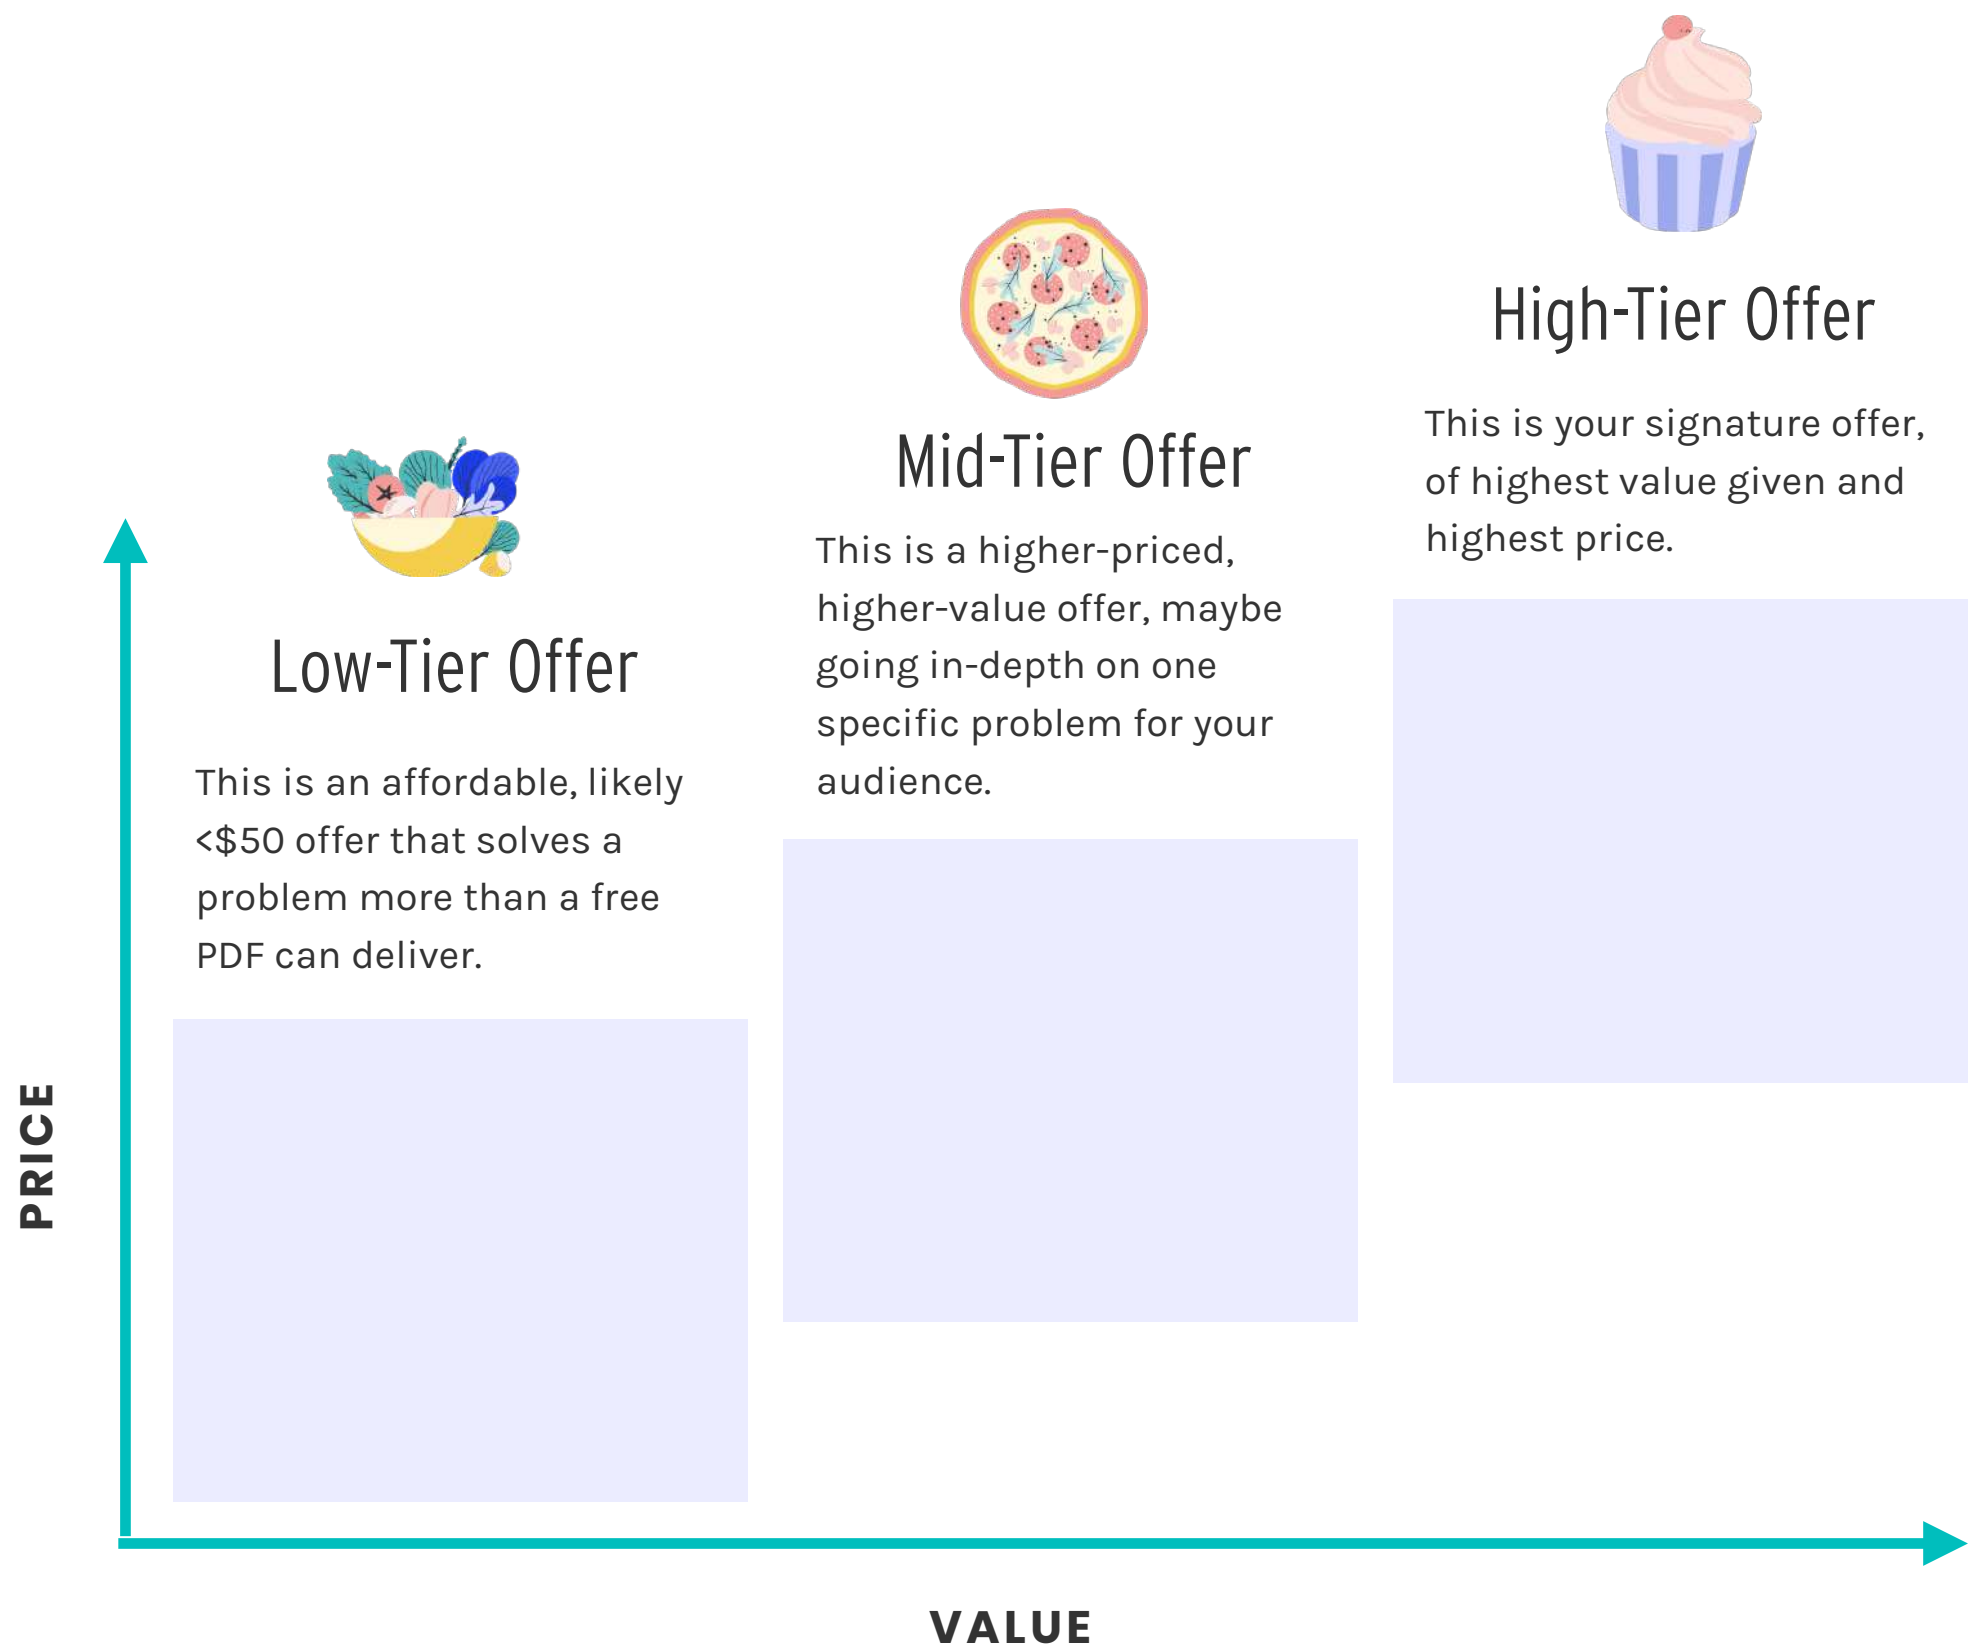 High-Tier Offer
This is your signature offer,
of highest value given and
highest price.
Mid-Tier Offer
This is a higher-priced,
higher-value offer, maybe
going in-depth on one
specific problem for your
audience.
Low-Tier Offer
This is an affordable, likely
<$50 offer that solves a
problem more than a free
PDF can deliver.
PRICE
VALUE